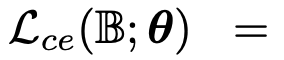 𝓛_{ce}(𝔹; 𝜽) =